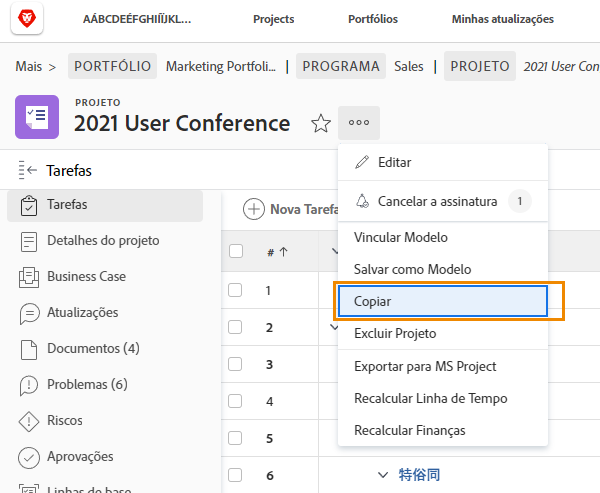 AÁBCDEÉFGHIÍÏJKL... Projects Portfólios Minhas atualizações
Mais > PORTFÓLIO Marketing Portfoli... | PROGRAMA Sales | PROJETO 2021 User Con
PROJETO
2021 User Conference
Tarefas
Tarefas
Detalhes do projeto
Business Case
Atualizações
Documentos (4)
Problemas (6)
Riscos
Aprovações
Linhas de base
Nova Tarefa
#
1
2
3
4
5
6 特俗同
Editar
Cancelar a assinatura 1
Vincular Modelo
Salvar como Modelo
Copiar
Excluir Projeto
Exportar para MS Project
Recalcular Linha de Tempo
Recalcular Finanças